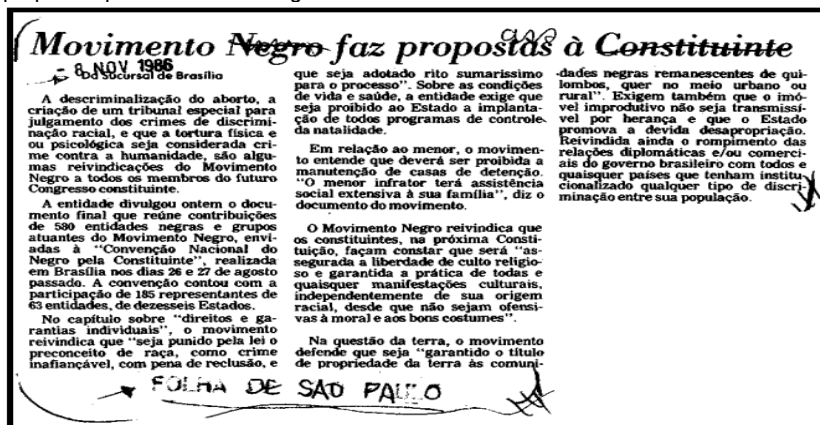 Movimento Negro faz propostas à Constituinte
8 NOV 1986
Da Sucursal de Brasília
A descriminalização do aborto, a
criação de um tribunal especial para
julgamento dos crimes de discrimi-
nação racial, e que a tortura física e
ou psicológica seja considerada cri-
me contra a humanidade, são algu-
mas reivindicações do Movimento
Negro a todos os membros do futuro
Congresso constituinte.
A entidade divulgou ontem o docu-
mento final que reúne contribuições
de 580 entidades negras e grupos
atuantes do Movimento Negro, envi-
adas à "Convenção Nacional do
Negro pela Constituinte", realizada
em Brasília nos dias 26 e 27 de agosto
passado. A convenção contou com a
participação de 185 representantes de
63 entidades, de dezesseis Estados.
No capítulo sobre "direitos e ga-
rantias individuais", o movimento
reivindica que "seja punido pela lei o
preconceito de raça, como crime
inafiançável, com pena de reclusão, e
que seja adotado rito sumaríssimo
para o processo". Sobre as condições
de vida e saúde, a entidade exige que
seja proibido ao Estado a implanta-
ção de todos programas de controle
da natalidade.
Em relação ao menor, o movimen-
to entende que deverá ser proibida a
manutenção de casas de detenção.
"O menor infrator terá assistência
social extensiva à sua família", diz o
documento do movimento.
O Movimento Negro reivindica que
os constituintes, na próxima Consti-
tuição, façam constar que será "as-
segurada a liberdade de culto religio-
so e garantida a prática de todas e
quaisquer manifestações culturais,
independentemente de sua origem
racial, desde que não sejam ofensi-
vas à moral e aos bons costumes".
Na questão da terra, o movimento
defende que seja "garantido o título
de propriedade da terra às comuni-
dades negras remanescentes de qui-
lombos, quer no meio urbano ou
rural". Exigem também que o imó-
vel improdutivo não seja transmissí-
vel por herança e que o Estado
promova a devida desapropriação.
Reivindida ainda o rompimento das
relações diplomáticas e/ou comerci-
ais do governo brasileiro com todos e
quaisquer países que tenham institu-
cionalizado qualquer tipo de discri-
minação entre sua população.
FOLHA DE SAO PAULO